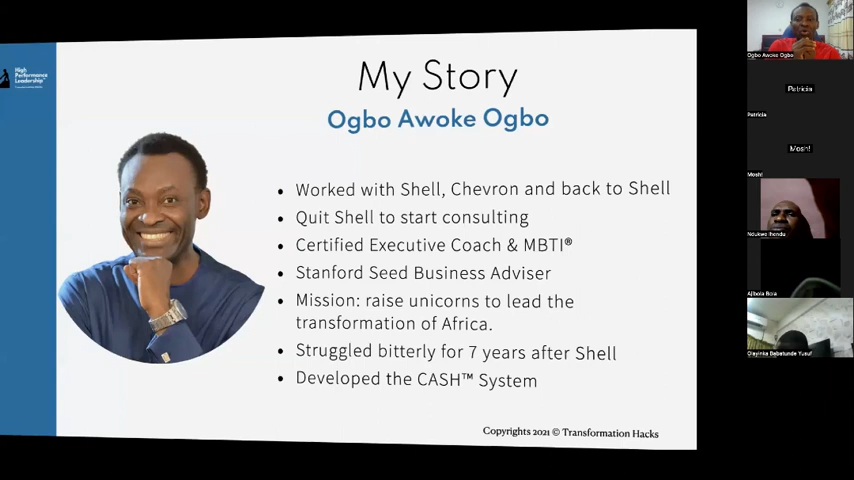 High
Performance
Leadership
My Story
Ogbo Awoke Ogbo
• Worked with Shell, Chevron and back to Shell
• Quit Shell to start consulting
• Certified Executive Coach & MBTI®
• Stanford Seed Business Adviser
• Mission: raise unicorns to lead the
transformation of Africa.
• Struggled bitterly for 7 years after Shell
• Developed the CASH™ System
Copyrights 2021 © Transformation Hacks
Ogbo Awoke Ogbo
Patricia
Patricia
Mosh!
Mosh!
Ndukwe Ihendu
Ajibola Bola
Olayinka Babatunde Yusuf